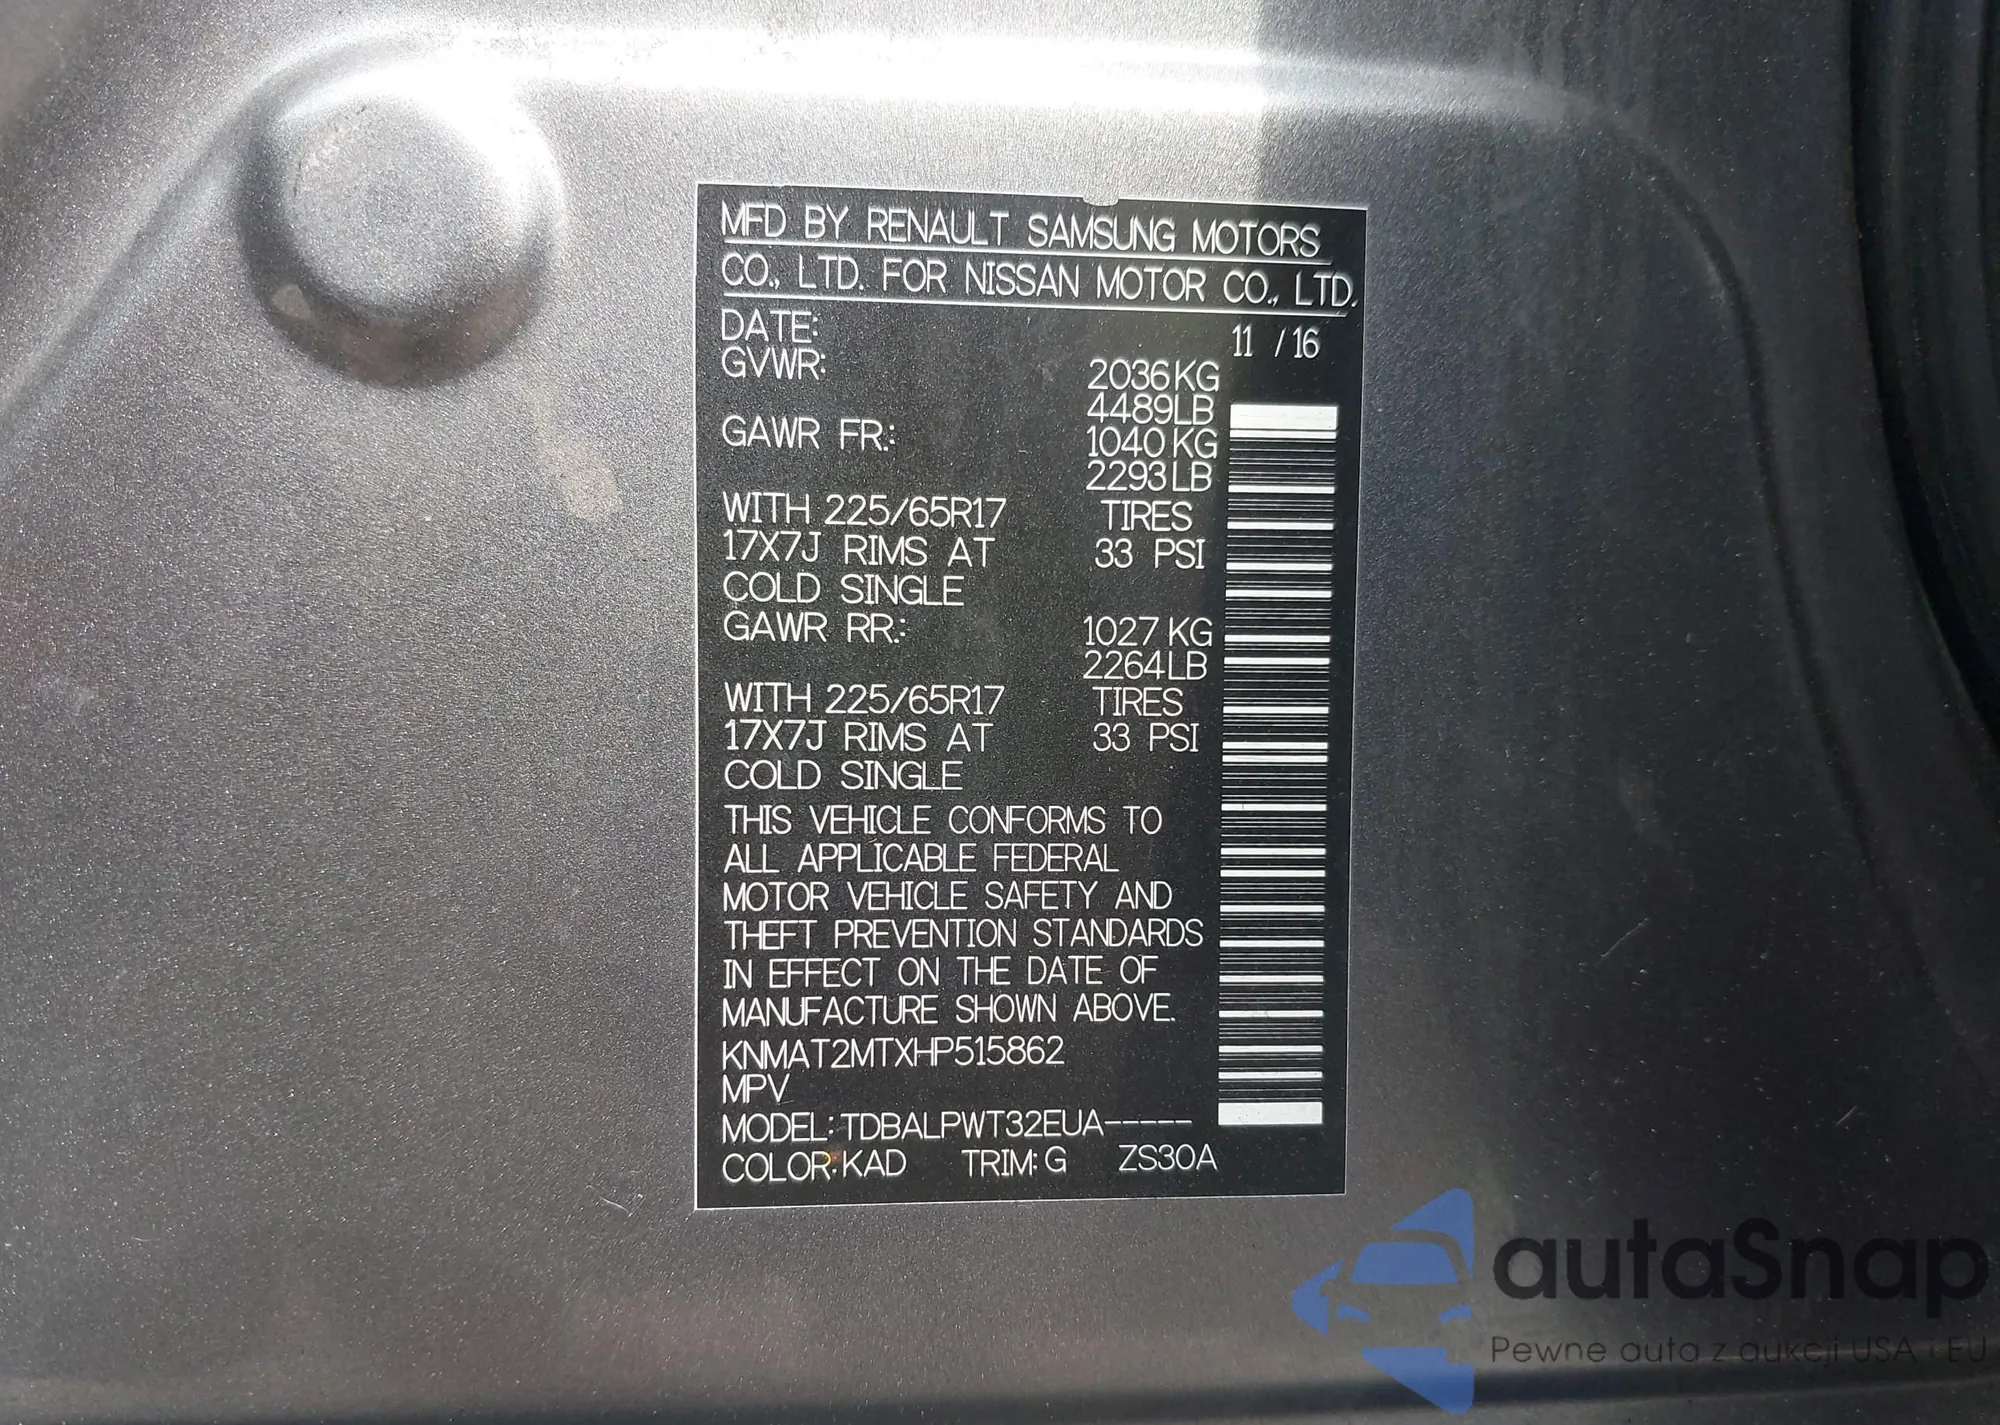 MFD BY RENAULT SAMSUNG MOTORS
CO., LTD. FOR NISSAN MOTOR CO., LTD.
DATE: 11 / 16
GVWR: 2036 KG
4489 LB
GAWR FR.: 1040 KG
2293 LB
WITH 225/65R17 TIRES
17X7J RIMS AT 33 PSI
COLD SINGLE
GAWR RR.: 1027 KG
2264 LB
WITH 225/65R17 TIRES
17X7J RIMS AT 33 PSI
COLD SINGLE
THIS VEHICLE CONFORMS TO
ALL APPLICABLE FEDERAL
MOTOR VEHICLE SAFETY AND
THEFT PREVENTION STANDARDS
IN EFFECT ON THE DATE OF
MANUFACTURE SHOWN ABOVE.
KNMAT2MTXHP515862
MPV
MODEL: TDBALPWT32EUA-----
COLOR: KAD TRIM: G ZS30A
autaSnap
Pewne auta z aukcji USA i EU